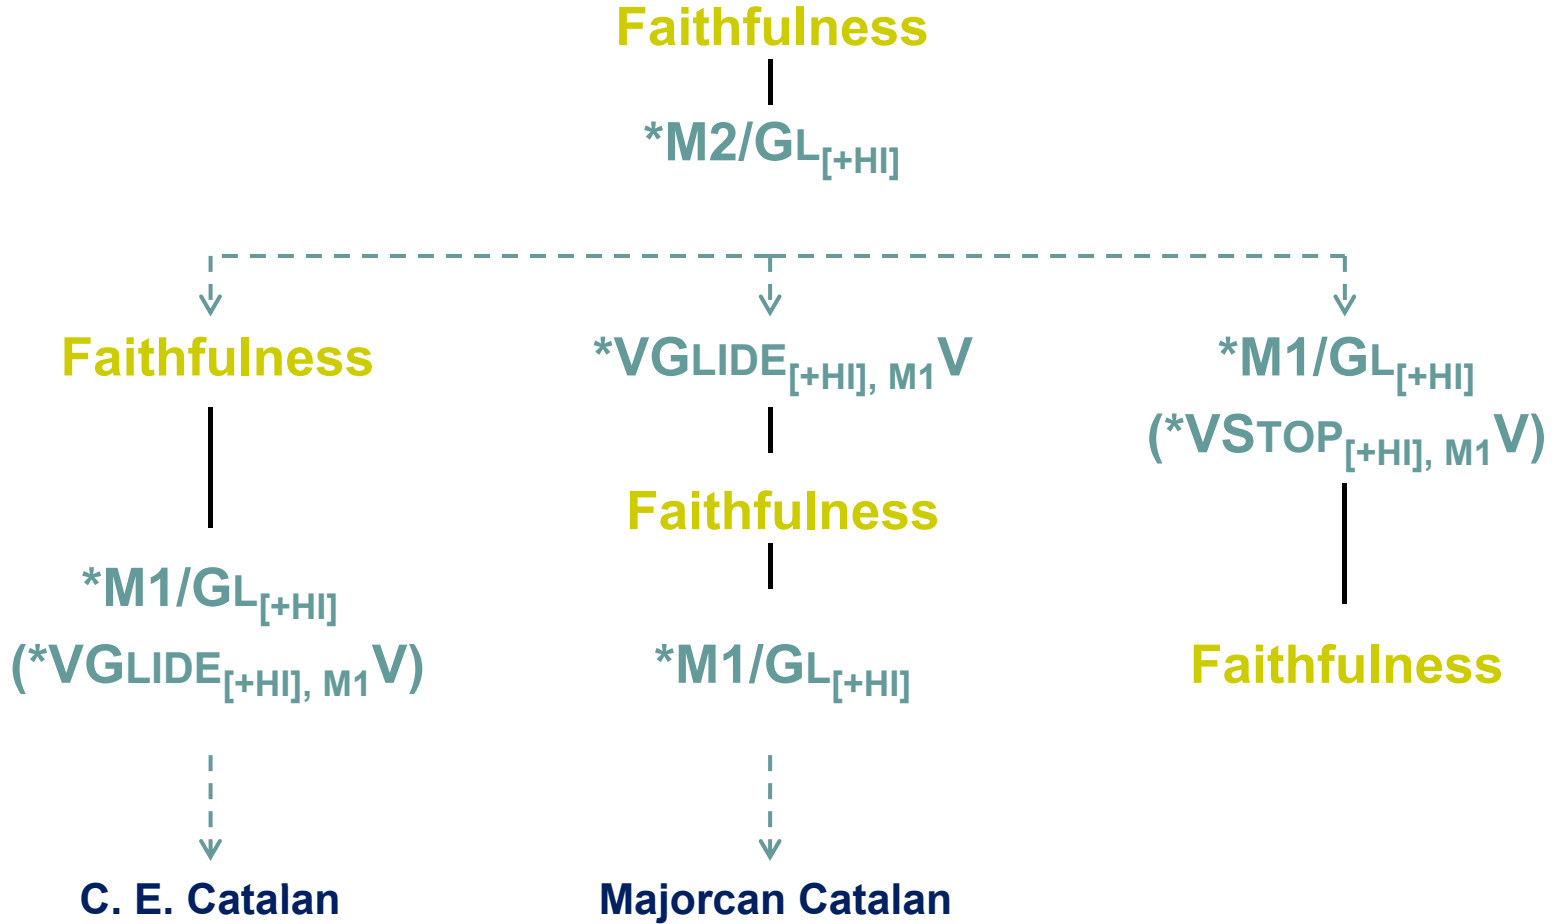 Faithfulness
*M2/GL[+HI]
Faithfulness
*VGLIDE[+HI], M1V
*M1/GL[+HI]
(*VSTOP[+HI], M1V)
Faithfulness
*M1/GL[+HI]
(*VGLIDE[+HI], M1V)
*M1/GL[+HI]
Faithfulness
C. E. Catalan
Majorcan Catalan